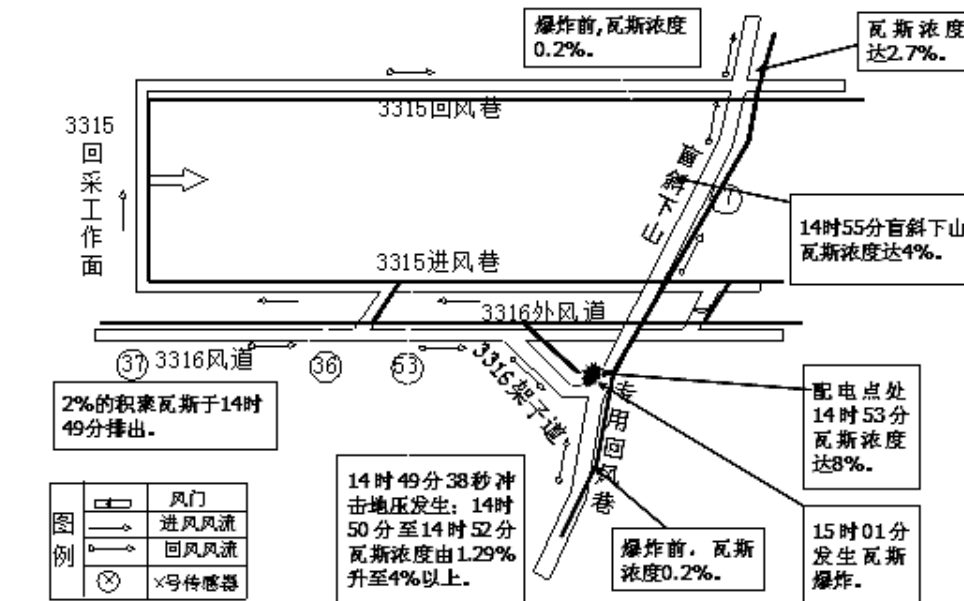 爆炸前,瓦斯浓度
0.2%。
瓦斯浓度
达2.7%。
3315回风巷
3315
回
采
工
作
面
盲
斜
下
山
1
14时55分盲斜下山
瓦斯浓度达4%。
3315进风巷
3316外风道
37
3316风道
36
53
3316架子道
专
用
回
风
巷
2%的积聚瓦斯于14时
49分排出。
配电点处
14时53分
瓦斯浓度
达8%。
14时49分38秒冲
击地压发生；14时
50分至14时52分
瓦斯浓度由1.29%
升至4%以上。
爆炸前，瓦斯
浓度0.2%。
15时01分
发生瓦斯
爆炸。
图
例
风门
进风风流
回风风流
X
×号传感器